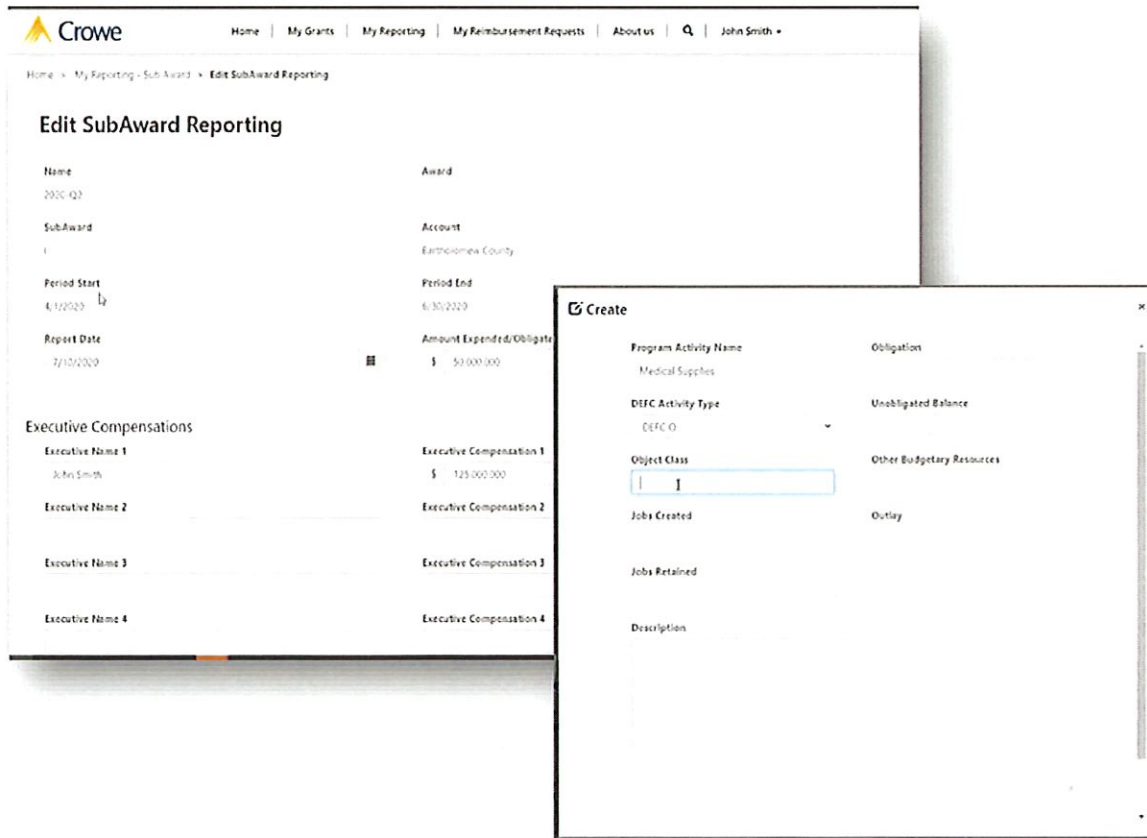 Crowe
Home | My Grants | My Reporting | My Reimbursement Requests | About us | John Smith
Home > My Reporting - Sub Award > Edit SubAward Reporting
Edit SubAward Reporting
Name Award
2020-Q2
SubAward Account
Bartholomew County
Period Start Period End
4/1/2020 6/30/2020
Report Date Amount Expended/Obligate
7/10/2020 $ 50.000.000
Executive Compensations
Executive Name 1 Executive Compensation 1
John Smith $ 125.000.000
Executive Name 2 Executive Compensation 2
Executive Name 3 Executive Compensation 3
Executive Name 4 Executive Compensation 4
Create ×
Program Activity Name Obligation
Medical Supplies
DEFC Activity Type Unobligated Balance
DEFC O
Object Class Other Budgetary Resources
Jobs Created Outlay
Jobs Retained
Description